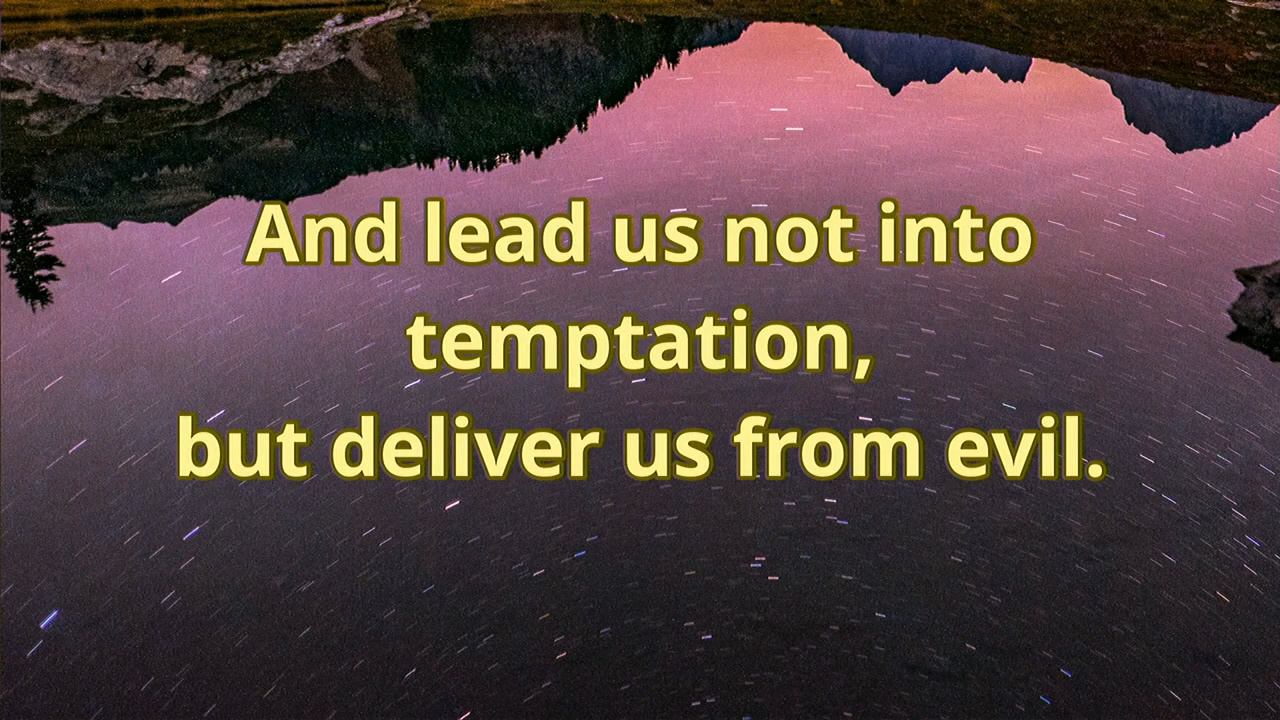 And lead us not into
temptation,
but deliver us from evil.